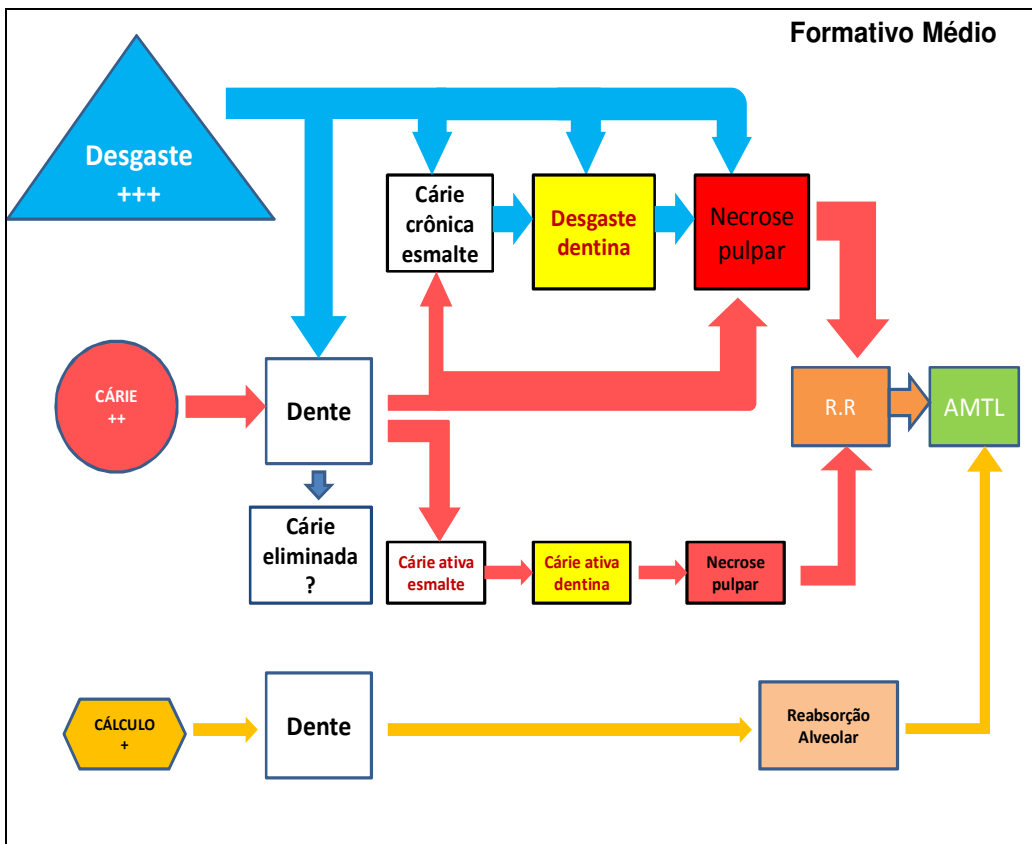 Formativo Médio
Desgaste
+++
Cárie
crônica
esmalte
Desgaste
dentina
Necrose
pulpar
CÁRIE
++
Dente
R.R
AMTL
Cárie
eliminada
?
Cárie ativa
esmalte
Cárie ativa
dentina
Necrose
pulpar
CÁLCULO
+
Dente
Reabsorção
Alveolar